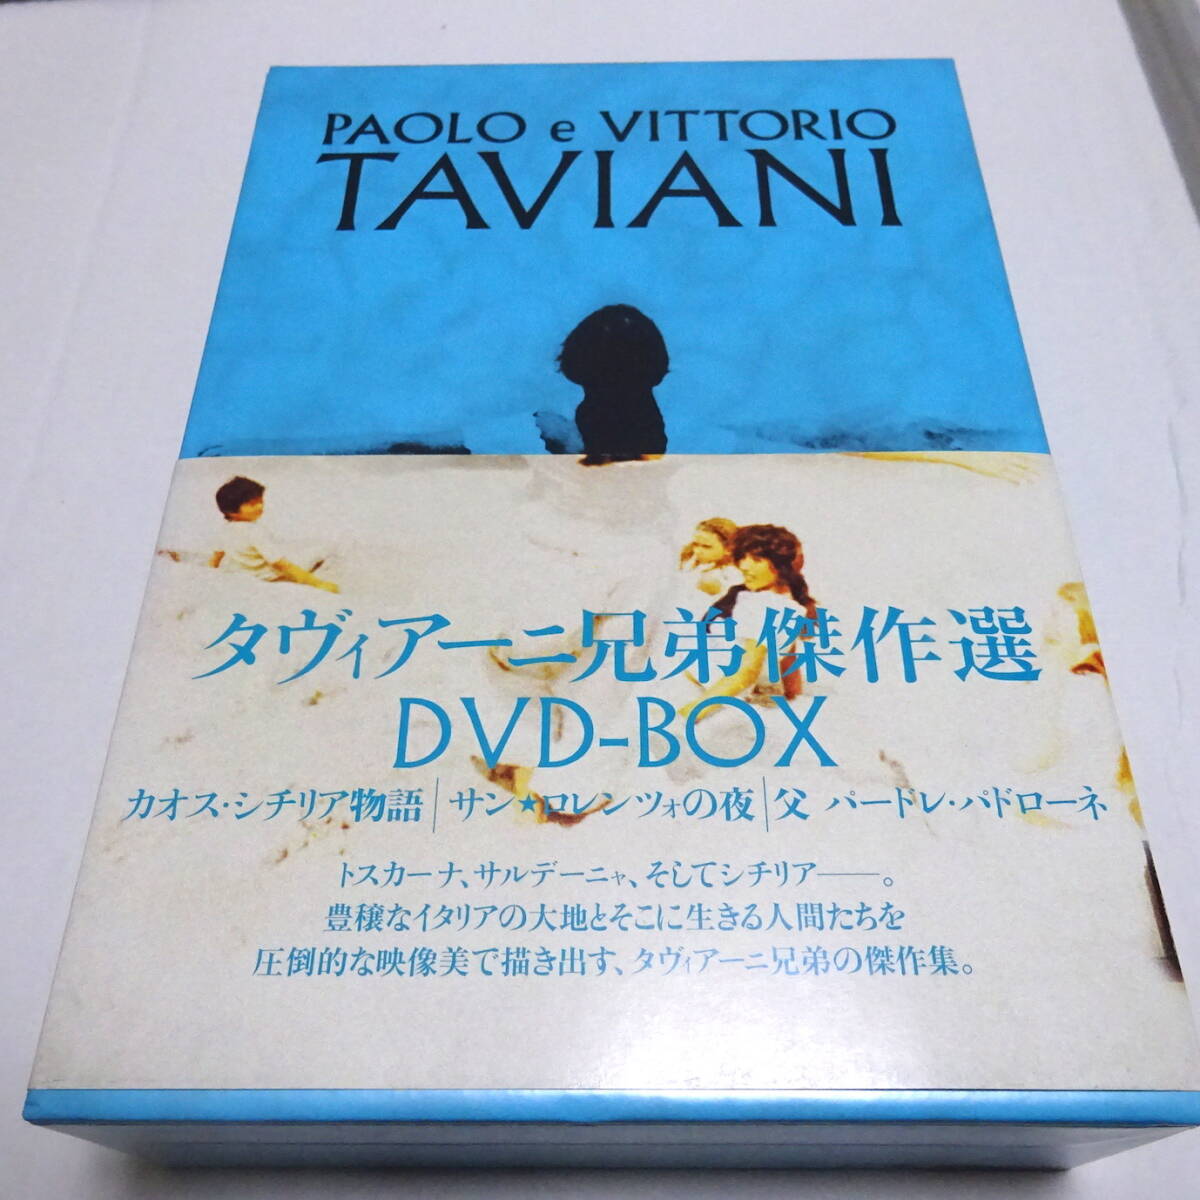 PAOLO e VITTORIO
TAVIANI
タヴィアーニ兄弟傑作選
DVD-BOX
カオス・シチリア物語|サン★ロレンツォの夜|父 パードレ・パドローネ
トスカーナ、サルデーニャ、そしてシチリア――。
豊穣なイタリアの大地とそこに生きる人間たちを
圧倒的な映像美で描き出す、タヴィアーニ兄弟の傑作集。